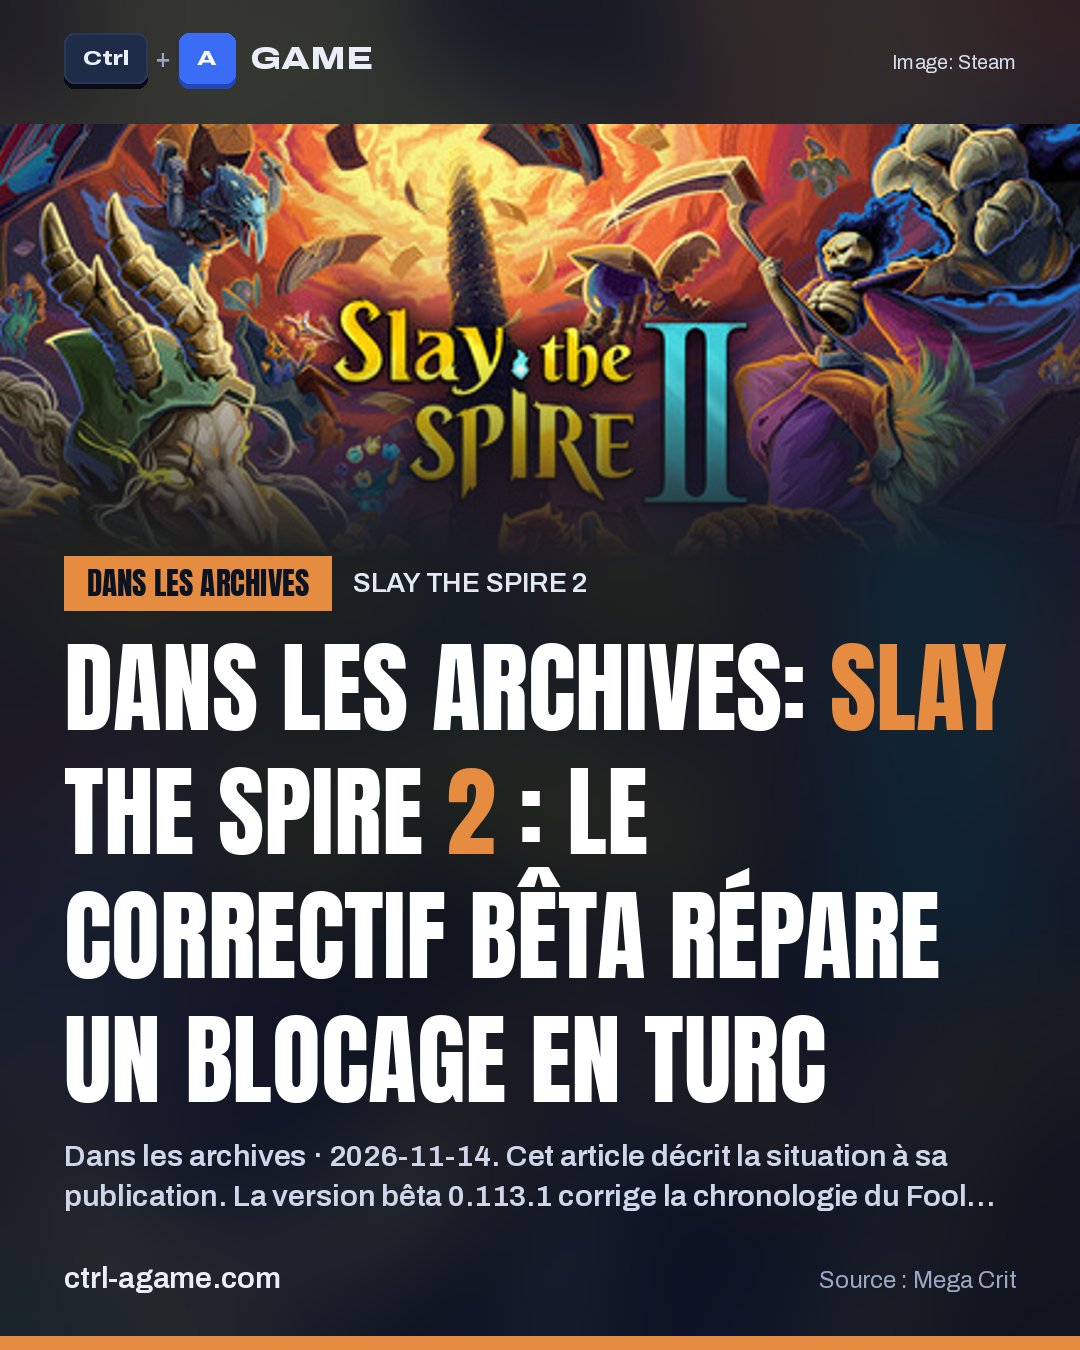 Ctrl + A GAME
Image: Steam
Slay the
SPIRE II
DANS LES ARCHIVES
SLAY THE SPIRE 2
DANS LES ARCHIVES: SLAY
THE SPIRE 2 : LE
CORRECTIF BÊTA RÉPARE
UN BLOCAGE EN TURC
Dans les archives · 2026-11-14. Cet article décrit la situation à sa
publication. La version bêta 0.113.1 corrige la chronologie du Fool...
ctrl-agame.com
Source : Mega Crit